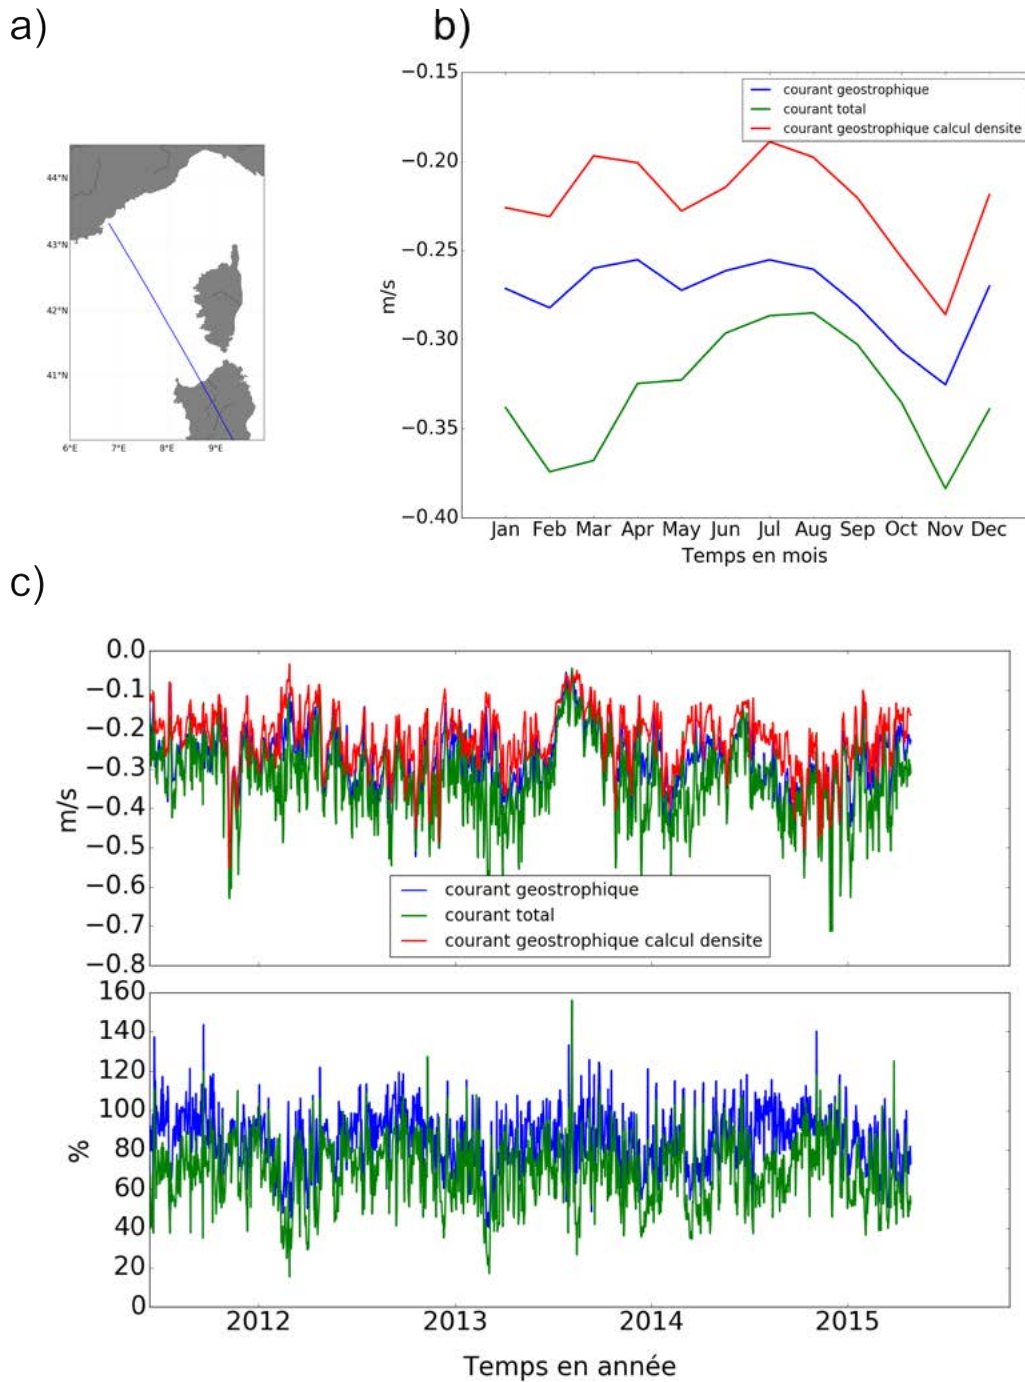 a)
b)
44°N
43°N
42°N
41°N
6°E 7°E 8°E 9°E
−0.15
−0.20
−0.25
−0.30
−0.35
−0.40
m/s
courant geostrophique
courant total
courant geostrophique calcul densite
Jan Feb Mar Apr May Jun Jul Aug Sep Oct Nov Dec
Temps en mois
c)
0.0
−0.1
−0.2
−0.3
−0.4
−0.5
−0.6
−0.7
−0.8
m/s
courant geostrophique
courant total
courant geostrophique calcul densite
160
140
120
100
80
60
40
20
0
%
2012 2013 2014 2015
Temps en année